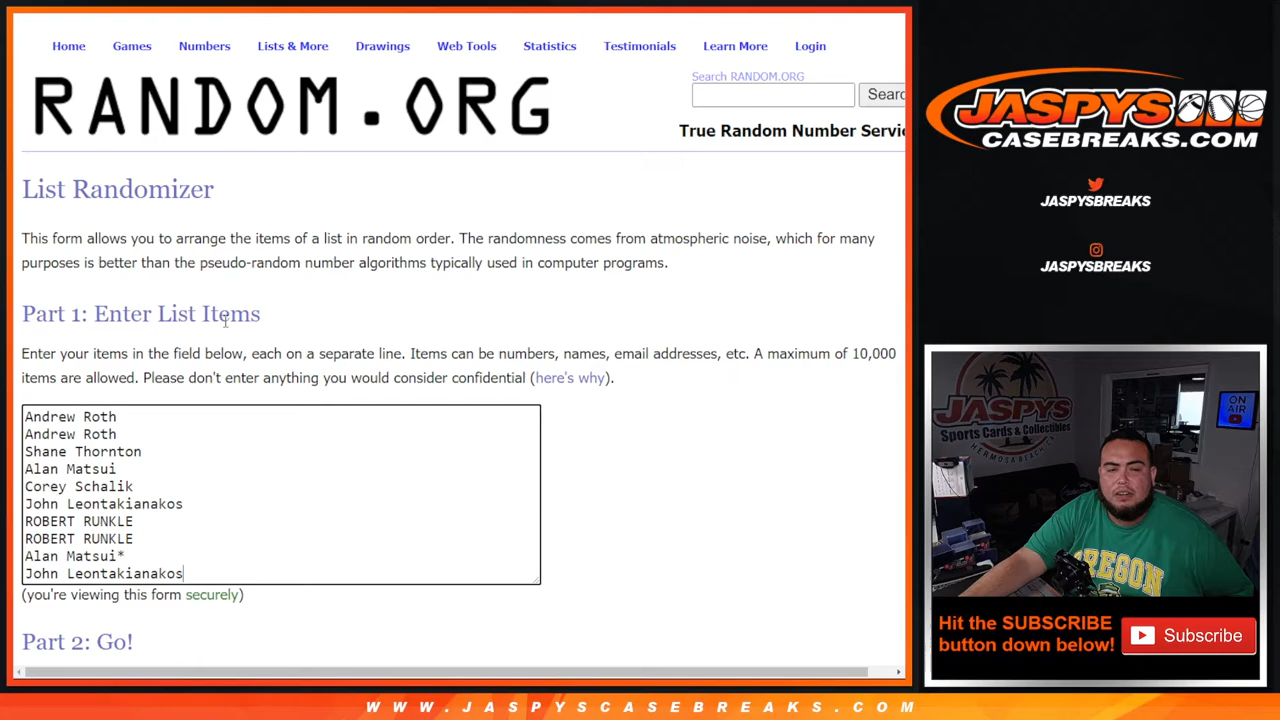 Home Games Numbers Lists & More Drawings Web Tools Statistics Testimonials Learn More Login
RANDOM.ORG
Search RANDOM.ORG
Searc
True Random Number Servic
List Randomizer
This form allows you to arrange the items of a list in random order. The randomness comes from atmospheric noise, which for many
purposes is better than the pseudo-random number algorithms typically used in computer programs.
Part 1: Enter List Items
Enter your items in the field below, each on a separate line. Items can be numbers, names, email addresses, etc. A maximum of 10,000
items are allowed. Please don't enter anything you would consider confidential (here's why).
Andrew Roth
Andrew Roth
Shane Thornton
Alan Matsui
Corey Schalik
John Leontakianakos
ROBERT RUNKLE
ROBERT RUNKLE
Alan Matsui*
John Leontakianakos
(you're viewing this form securely)
Part 2: Go!
JASPYS
CASEBREAKS.COM
JASPYSBREAKS
JASPYSBREAKS
JASPYS
Sports Cards & Collectibles
HERMOSA BEACH
ON AIR
OREGON
Hit the SUBSCRIBE
button down below!
Subscribe
WWW.JASPYSCASEBREAKS.COM